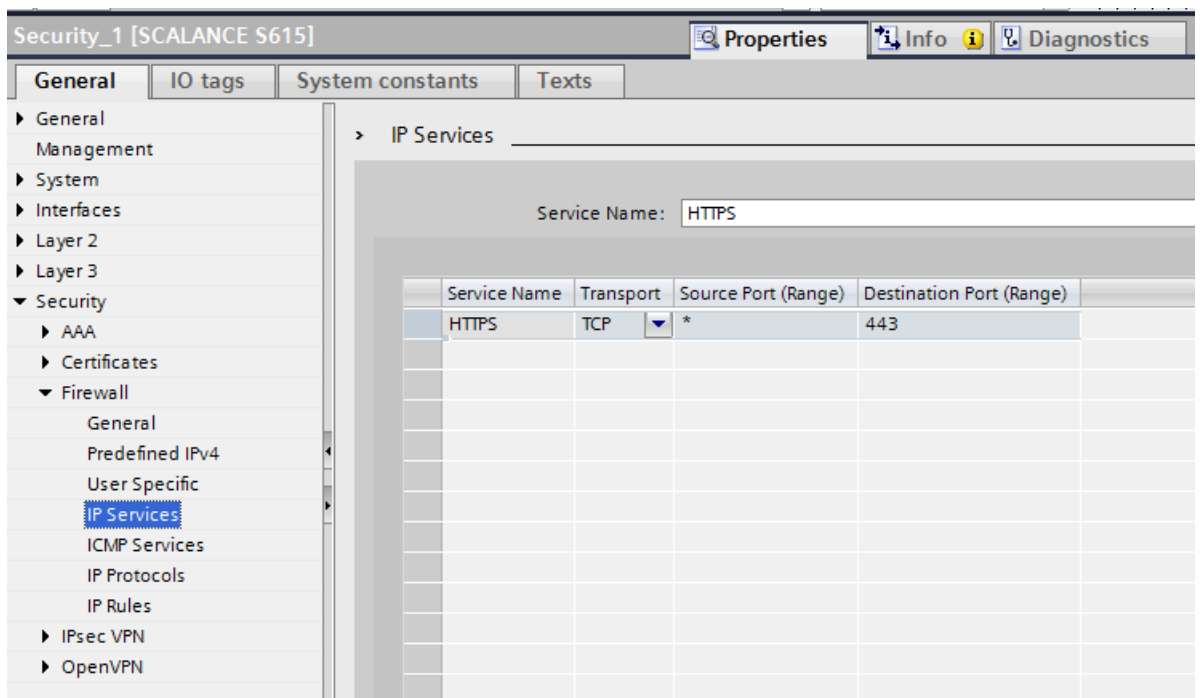 Security_1 [SCALANCE S615]
Properties
Info
Diagnostics
General
IO tags
System constants
Texts
General
Management
System
Interfaces
Layer 2
Layer 3
Security
AAA
Certificates
Firewall
General
Predefined IPv4
User Specific
IP Services
ICMP Services
IP Protocols
IP Rules
IPsec VPN
OpenVPN
IP Services
Service Name: HTTPS
Service Name Transport Source Port (Range) Destination Port (Range)
HTTPS TCP * 443